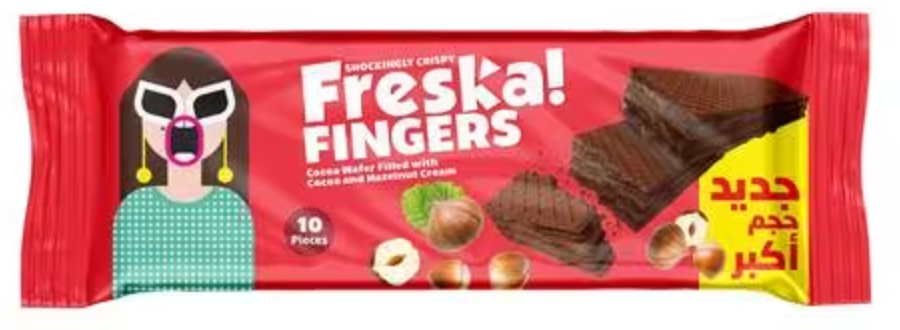 SHOCKINGLY CRISPY
Freska!
FINGERS
Cocoa Wafer Filled with
Cocoa and Hazelnut Cream
10
Pieces
جديد
حجم
أكبر